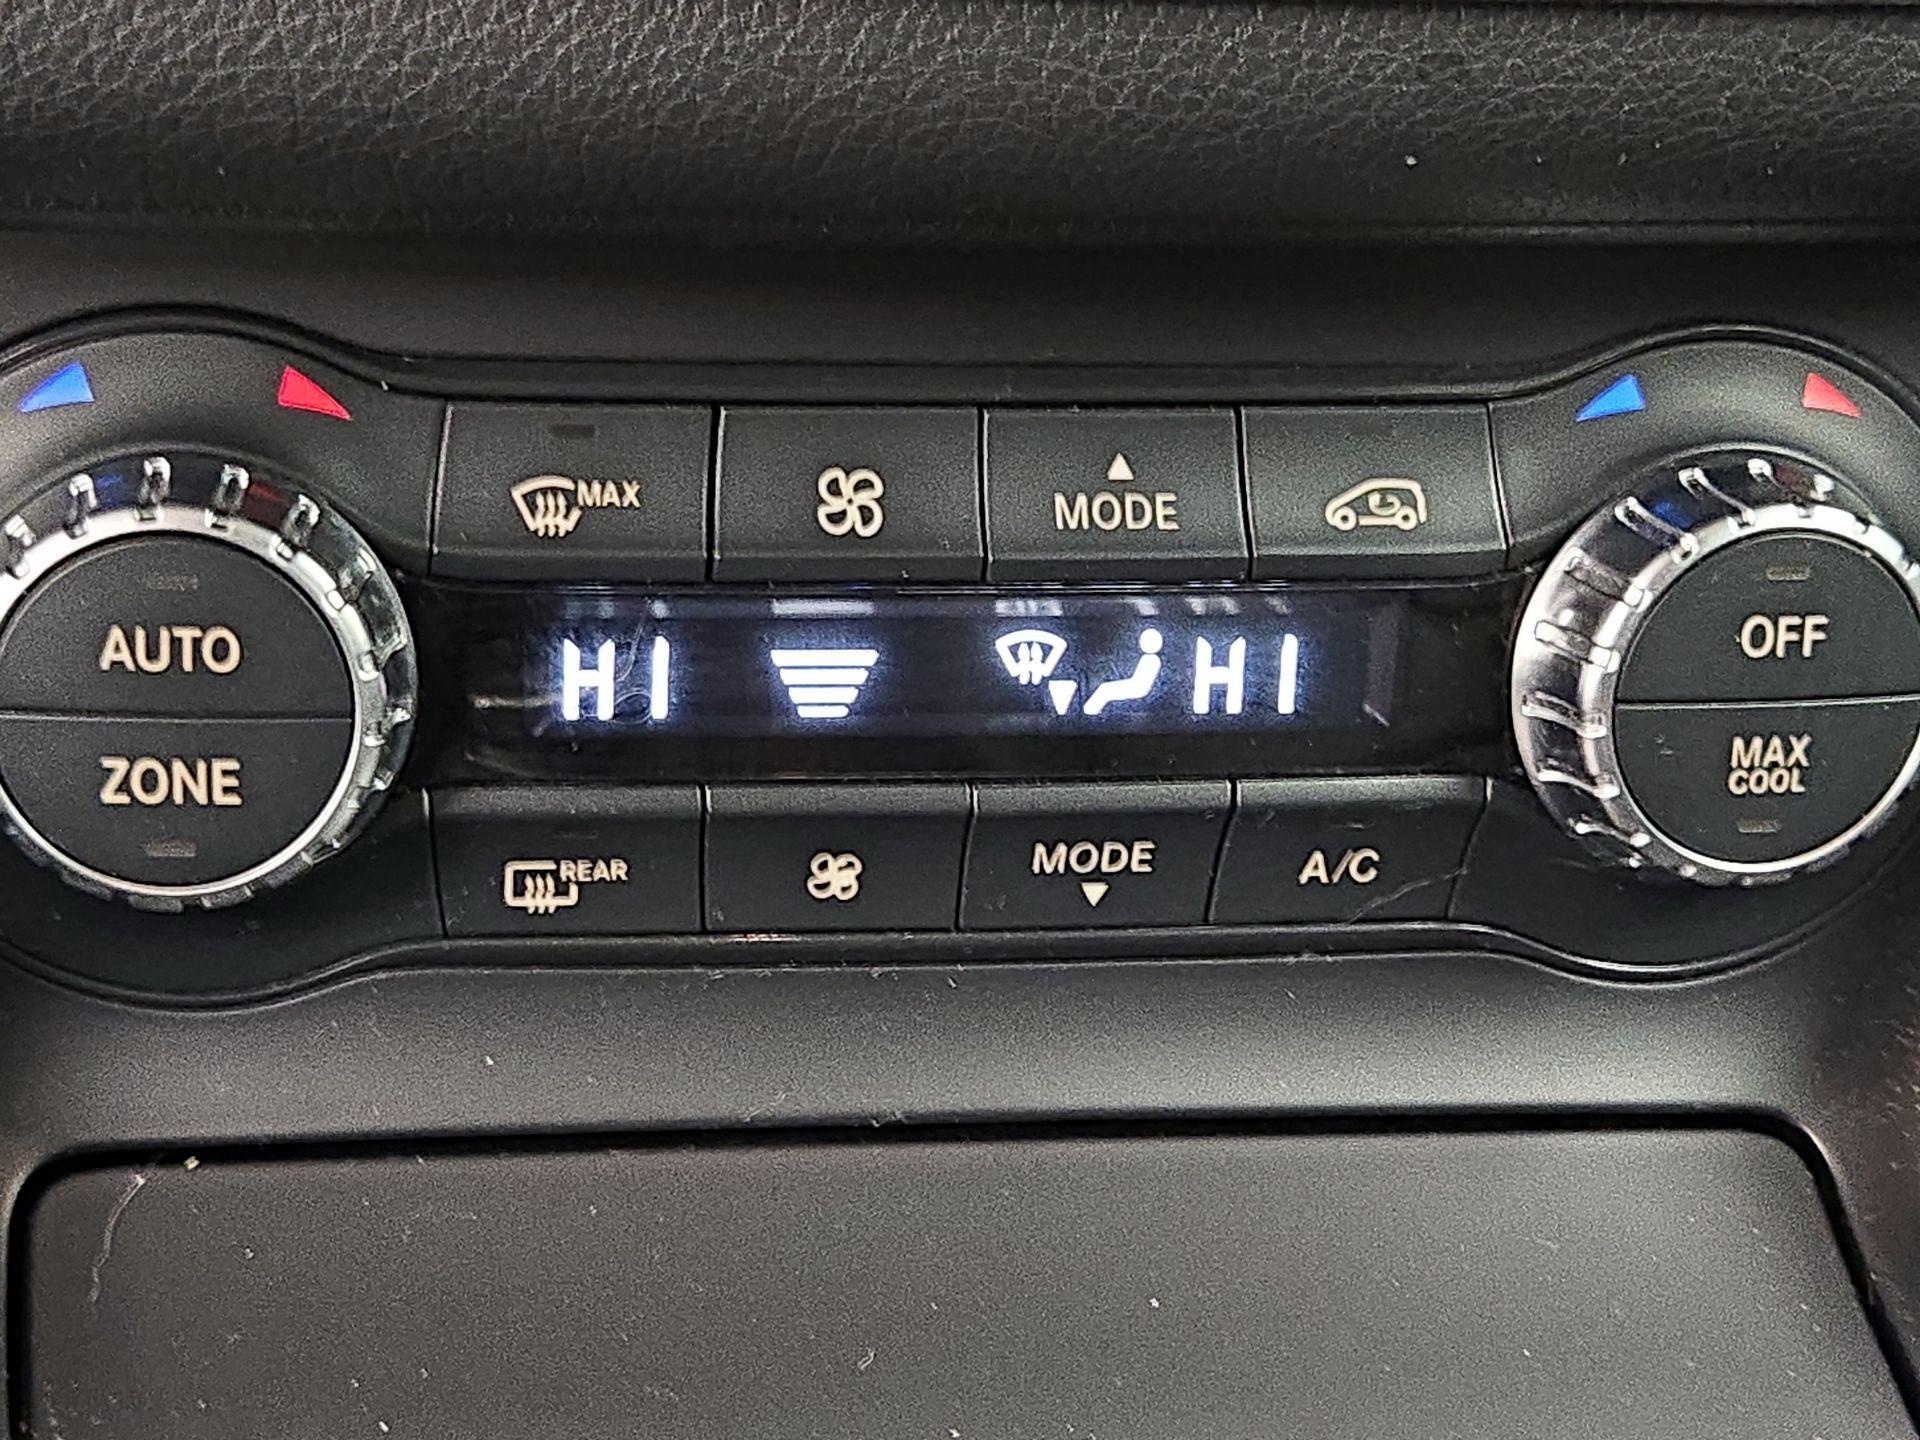 MAX
MODE
AUTO
HI
HI
OFF
ZONE
MAX
COOL
REAR
MODE
A/C